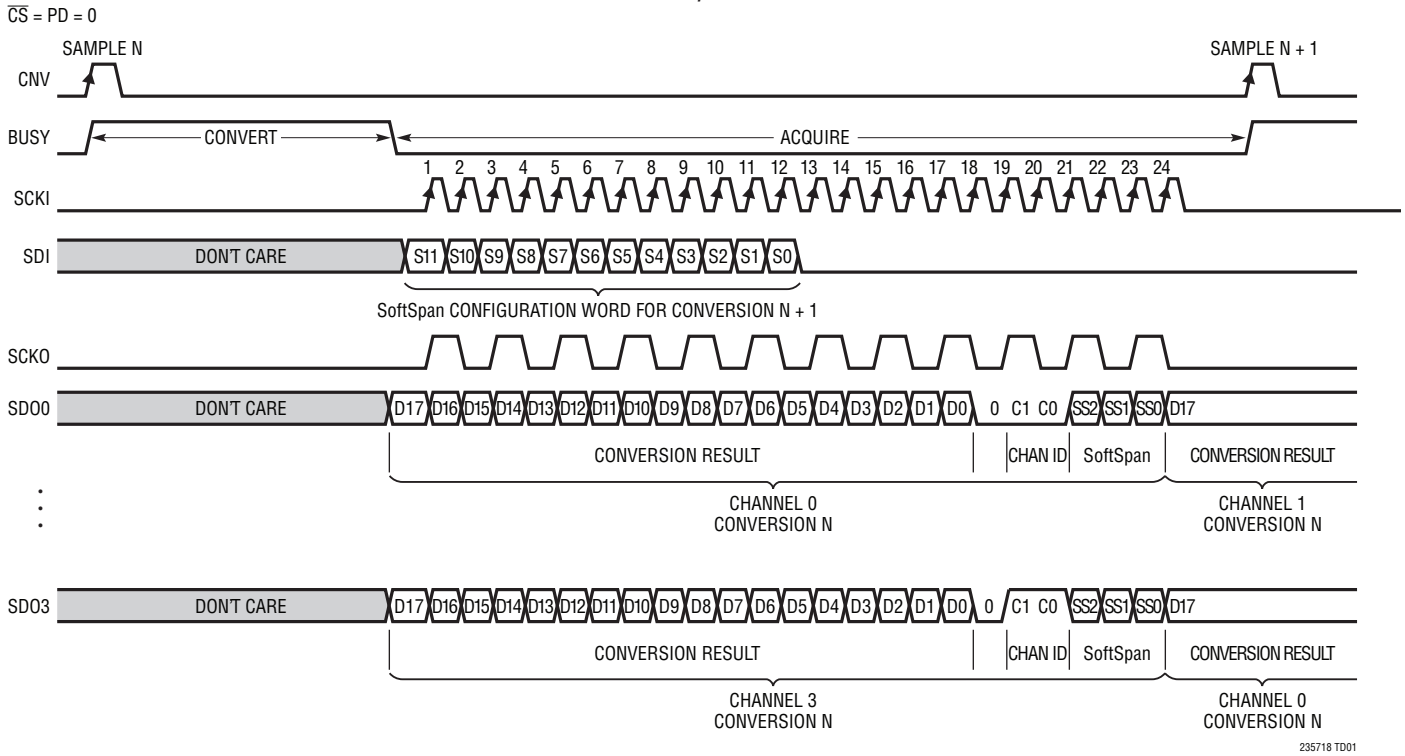 CS = PD = 0
SAMPLE N SAMPLE N + 1
CNV
BUSY CONVERT ACQUIRE
1 2 3 4 5 6 7 8 9 10 11 12 13 14 15 16 17 18 19 20 21 22 23 24
SCKI
SDI DON'T CARE S11 S10 S9 S8 S7 S6 S5 S4 S3 S2 S1 S0
SoftSpan CONFIGURATION WORD FOR CONVERSION N + 1
SCKO
SDO0 DON'T CARE D17 D16 D15 D14 D13 D12 D11 D10 D9 D8 D7 D6 D5 D4 D3 D2 D1 D0 0 C1 C0 SS2 SS1 SS0 D17
CONVERSION RESULT CHAN ID SoftSpan CONVERSION RESULT
CHANNEL 0 CHANNEL 1
CONVERSION N CONVERSION N
SDO3 DON'T CARE D17 D16 D15 D14 D13 D12 D11 D10 D9 D8 D7 D6 D5 D4 D3 D2 D1 D0 0 C1 C0 SS2 SS1 SS0 D17
CONVERSION RESULT CHAN ID SoftSpan CONVERSION RESULT
CHANNEL 3 CHANNEL 0
CONVERSION N CONVERSION N
235718 TD01